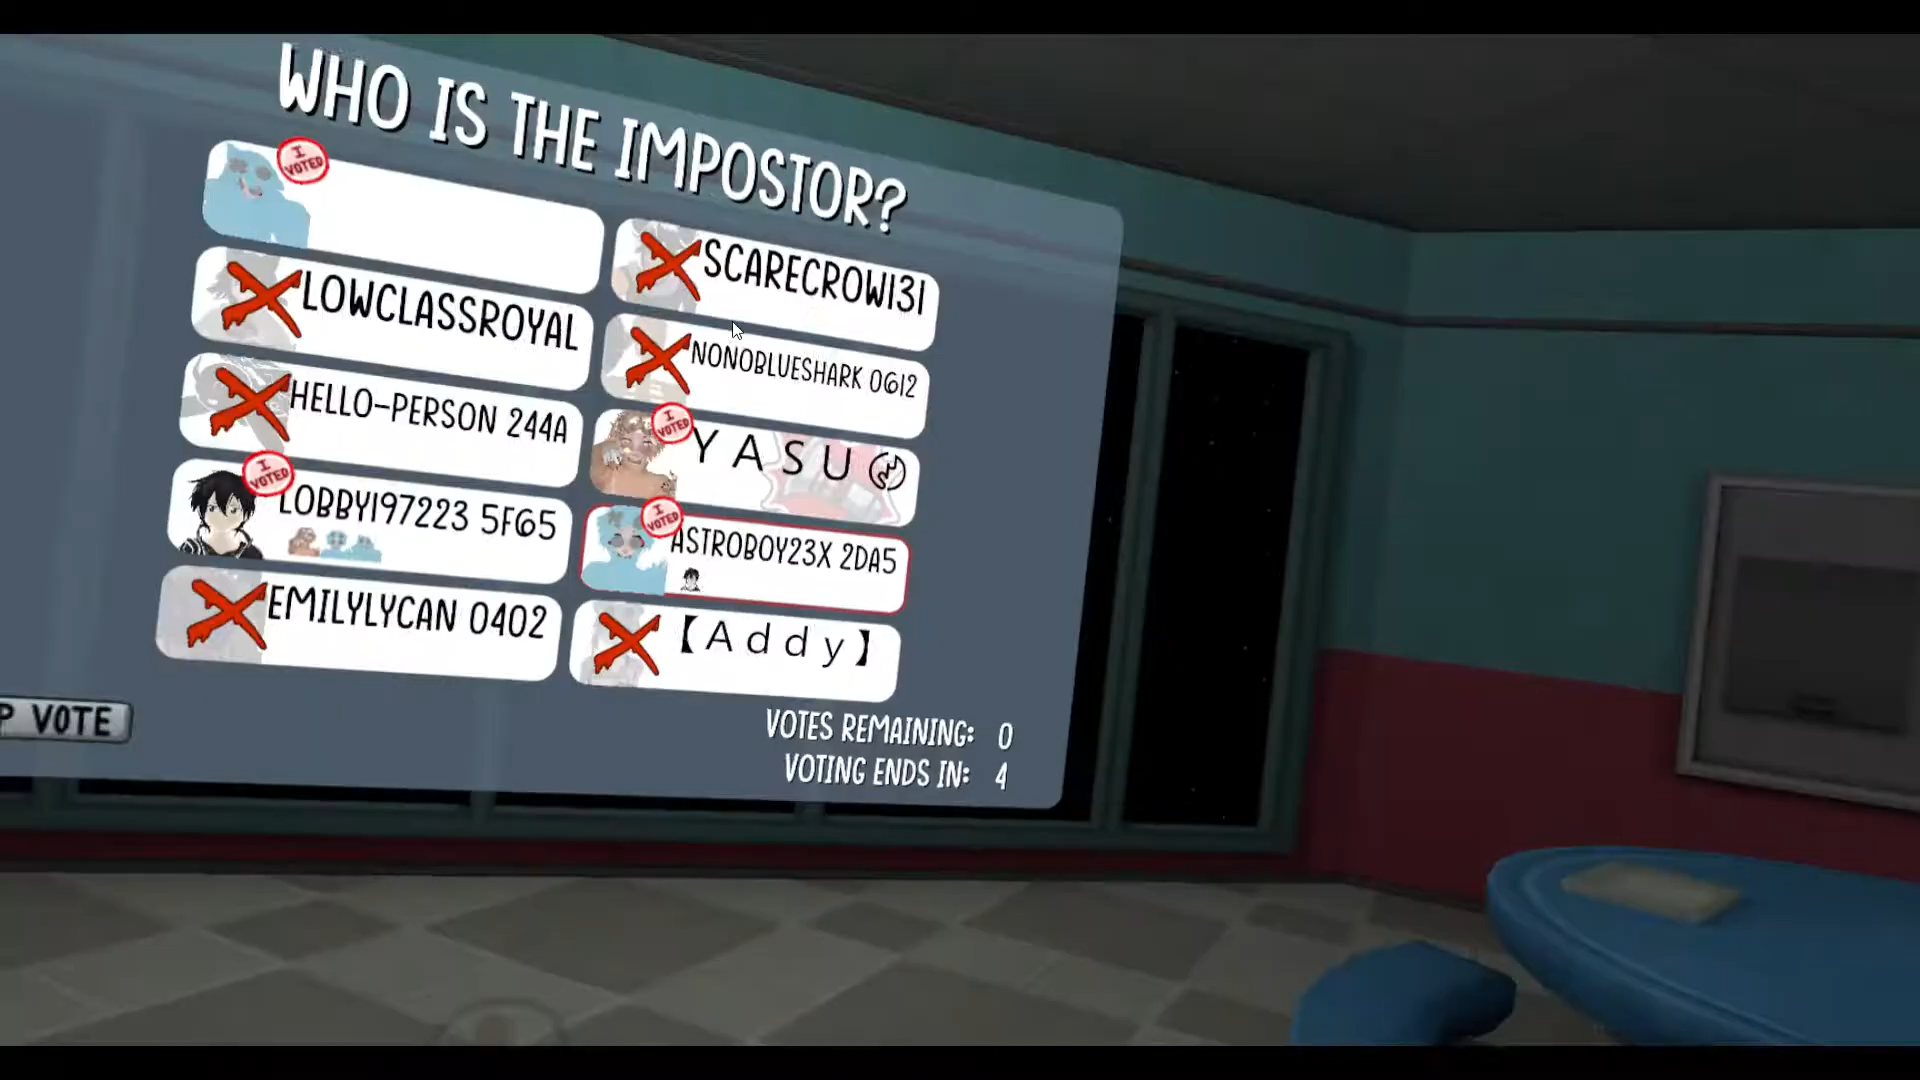 WHO IS THE IMPOSTOR?
I VOTED
SCARECROW131
LOWCLASSROYAL
NONOBLUESHARK 0612
HELLO-PERSON 244A
I VOTED
Y A S U
I VOTED
LOBBY197223 5F65
I VOTED
ASTROBOY23X 2DA5
EMILYLYCAN 0402
【Addy】
P VOTE
VOTES REMAINING: 0
VOTING ENDS IN: 4